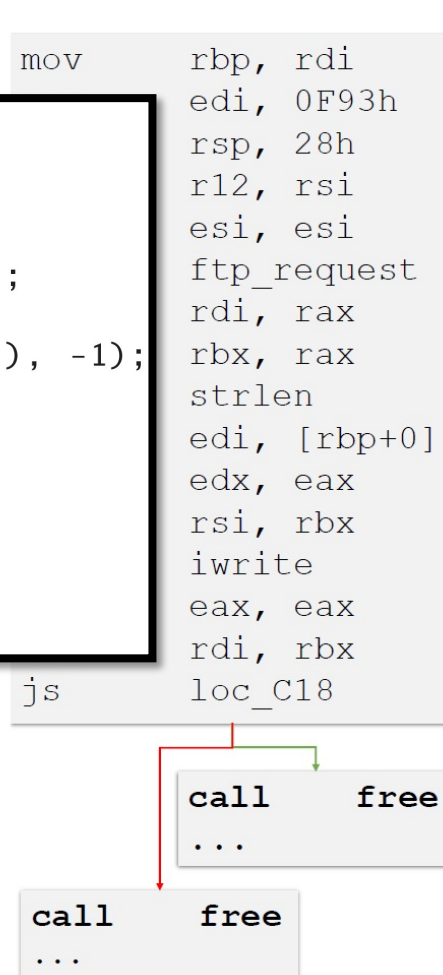 mov rbp, rdi
edi, 0F93h
rsp, 28h
r12, rsi
esi, esi
; ftp_request
rdi, rax
), -1); rbx, rax
strlen
edi, [rbp+0]
edx, eax
rsi, rbx
iwrite
eax, eax
rdi, rbx
js loc_C18
call free
...
call free
...